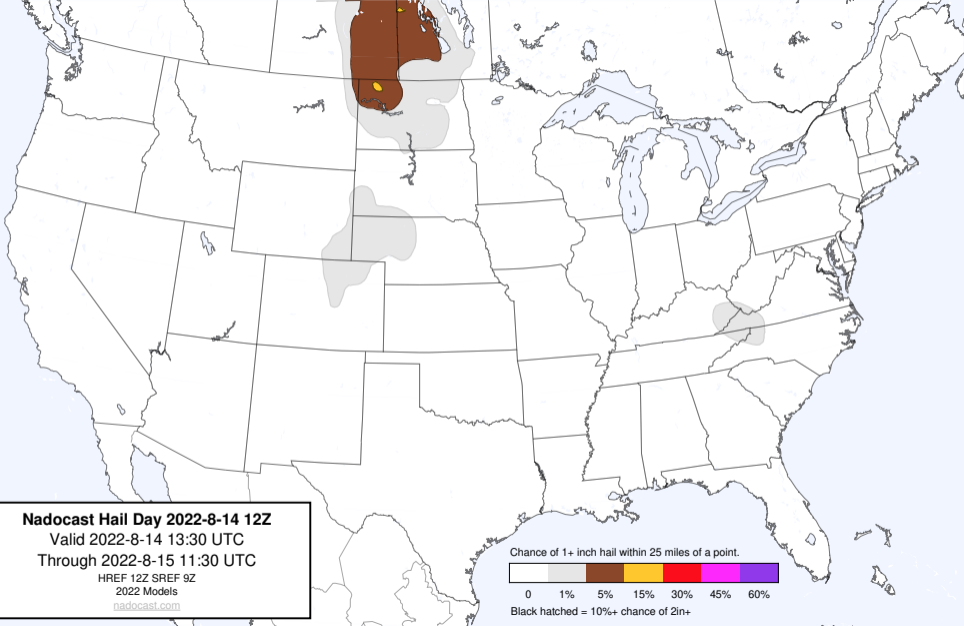 Nadocast Hail Day 2022-8-14 12Z
Valid 2022-8-14 13:30 UTC
Through 2022-8-15 11:30 UTC
HREF 12Z SREF 9Z
2022 Models
nadocast.com
Chance of 1+ inch hail within 25 miles of a point.
0 1% 5% 15% 30% 45% 60%
Black hatched = 10%+ chance of 2in+